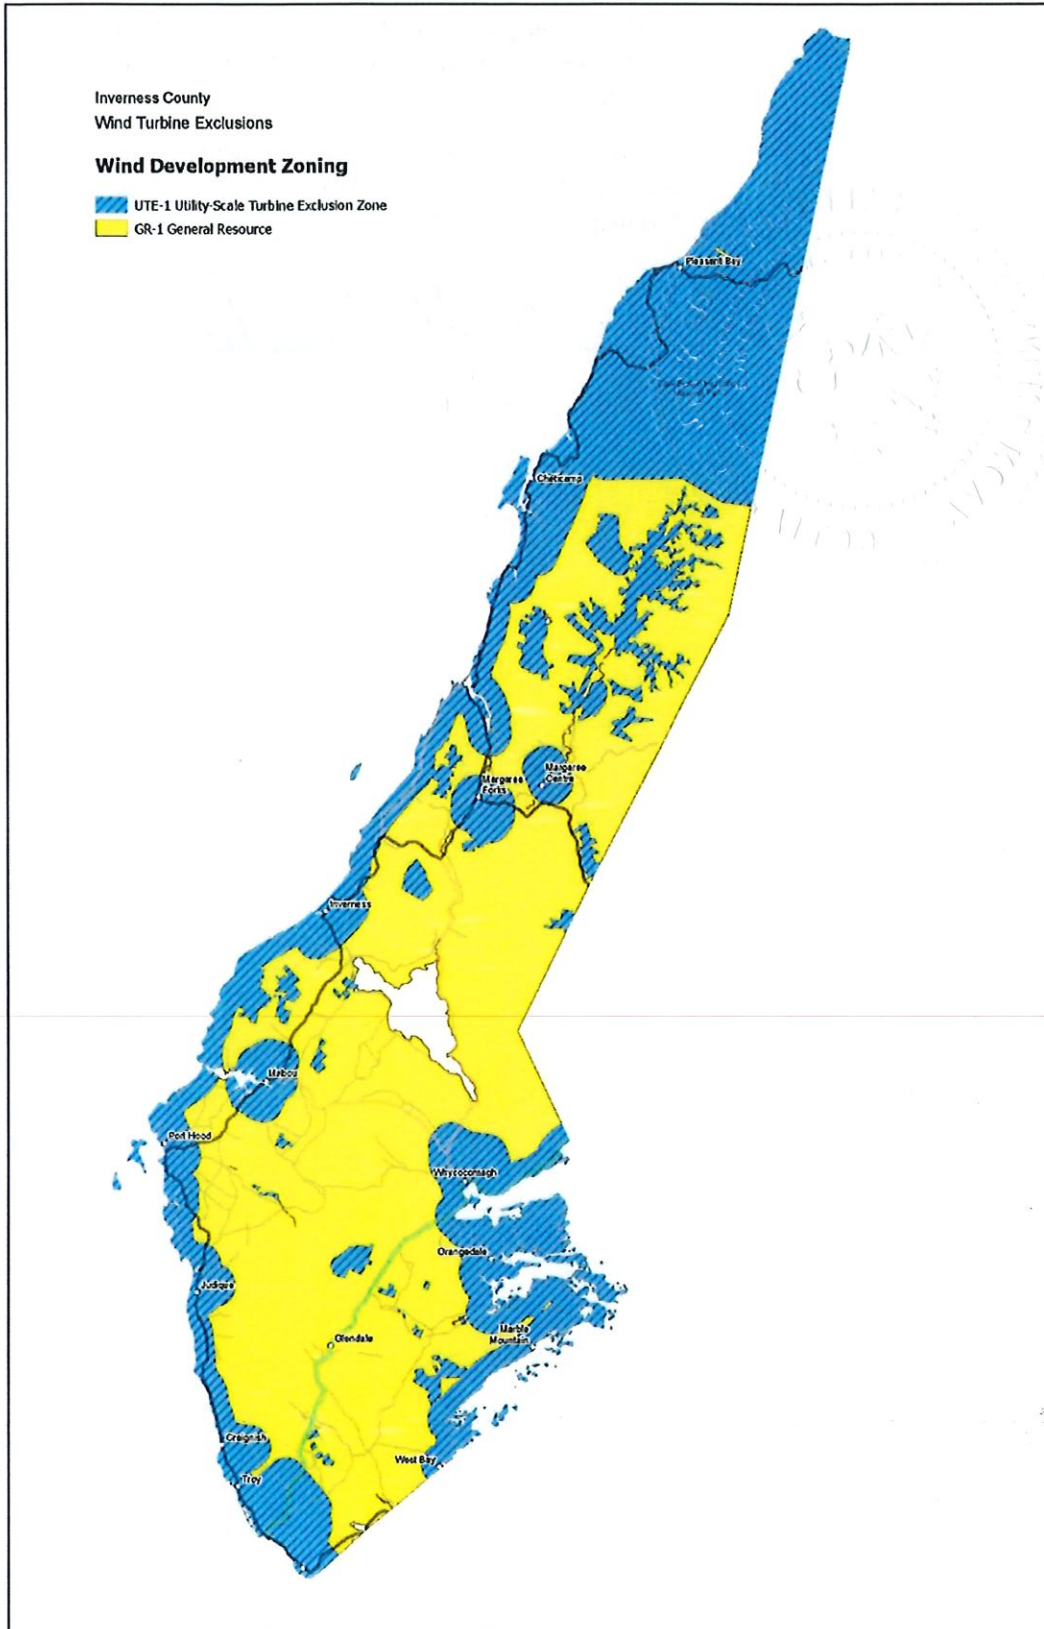 Inverness County
Wind Turbine Exclusions
Wind Development Zoning
UTE-1 Utility-Scale Turbine Exclusion Zone
GR-1 General Resource
Pleasant Bay
Chéticamp
Margaree
Centre
Margaree
Forks
Inverness
Mabou
Port Hood
Whycocomagh
Orangedale
Judique
Marble
Mountain
Glendale
Creignish
West Bay
Troy